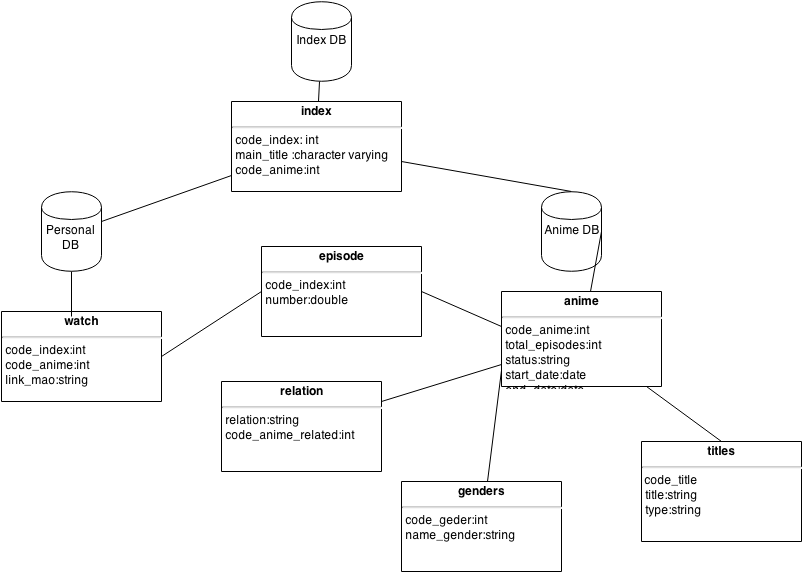 Index DB
index
code_index: int
main_title :character varying
code_anime:int
Personal
DB
Anime DB
episode
code_index:int
number:double
watch
code_index:int
code_anime:int
link_mao:string
anime
code_anime:int
total_episodes:int
status:string
start_date:date
end_date:date
relation
relation:string
code_anime_related:int
titles
code_title
title:string
type:string
genders
code_geder:int
name_gender:string